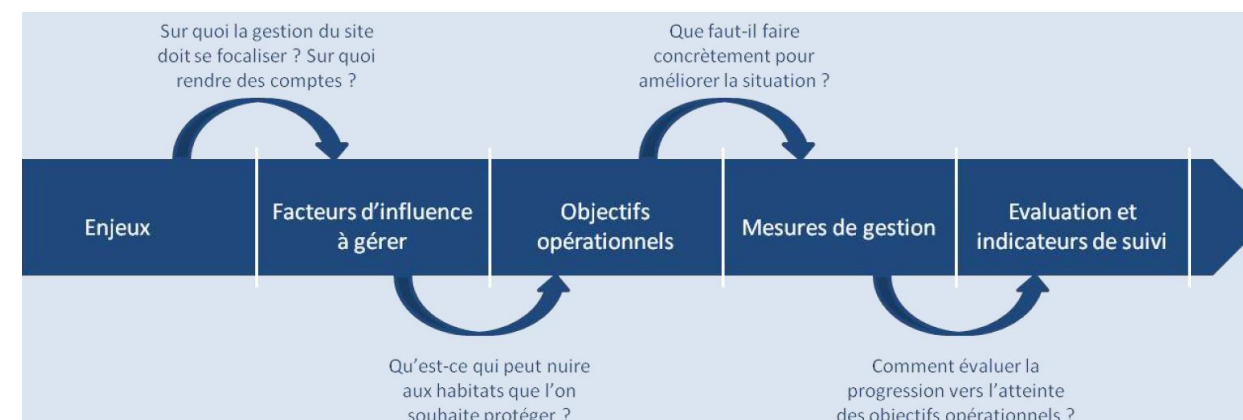 Sur quoi la gestion du site
doit se focaliser ? Sur quoi
rendre des comptes ?
Que faut-il faire
concrètement pour
améliorer la situation ?
Enjeux
Facteurs d'influence
à gérer
Objectifs
opérationnels
Mesures de gestion
Evaluation et
indicateurs de suivi
Qu'est-ce qui peut nuire
aux habitats que l'on
souhaite protéger ?
Comment évaluer la
progression vers l'atteinte
des objectifs opérationnels ?